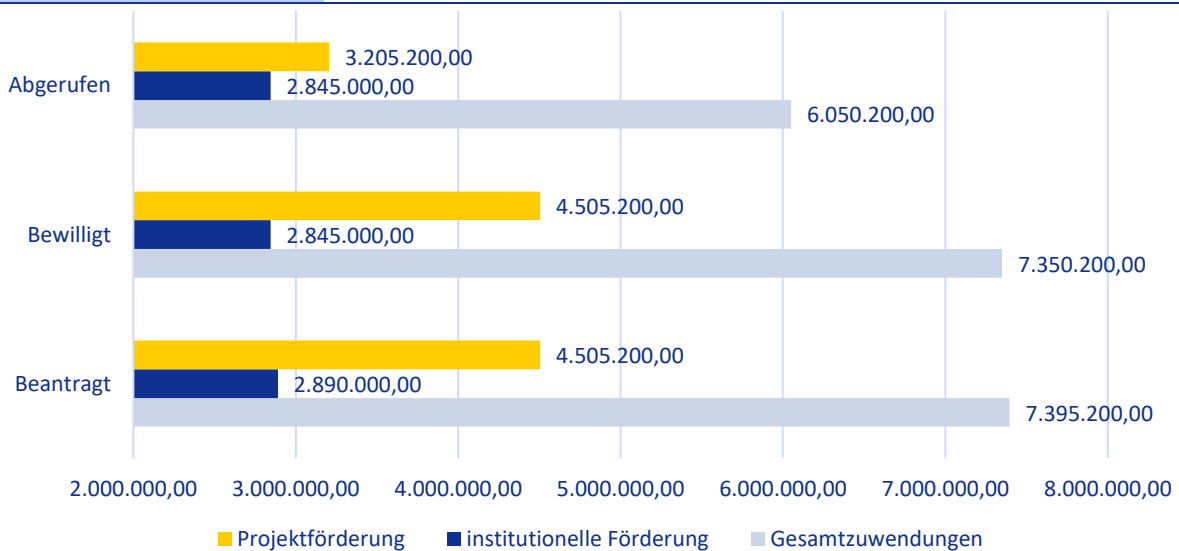 3.205.200,00
Abgerufen
2.845.000,00
6.050.200,00
4.505.200,00
Bewilligt
2.845.000,00
7.350.200,00
4.505.200,00
Beantragt
2.890.000,00
7.395.200,00
2.000.000,00 3.000.000,00 4.000.000,00 5.000.000,00 6.000.000,00 7.000.000,00 8.000.000,00
Projektförderung institutionelle Förderung Gesamtzuwendungen